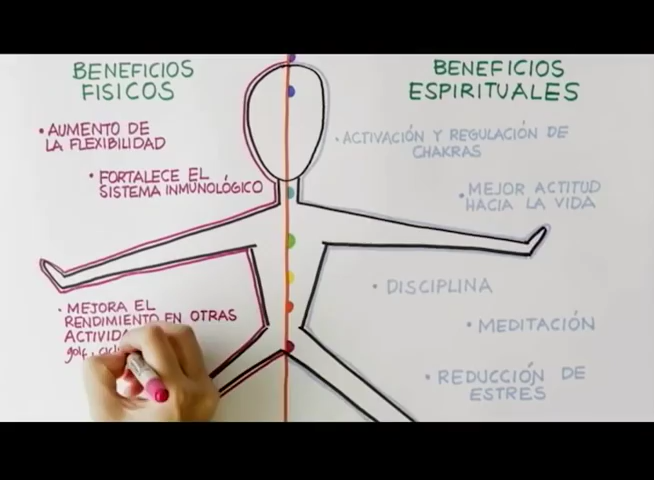 BENEFICIOS
FISICOS
• AUMENTO DE
LA FLEXIBILIDAD
• FORTALECE EL
SISTEMA INMUNOLÓGICO
• MEJORA EL
RENDIMIENTO EN OTRAS
golf,
BENEFICIOS
ESPIRITUALES
• ACTIVACIÓN Y REGULACIÓN DE
CHAKRAS
• MEJOR ACTITUD
HACIA LA VIDA
• DISCIPLINA
• MEDITACIÓN
• REDUCCIÓN DE
ESTRES